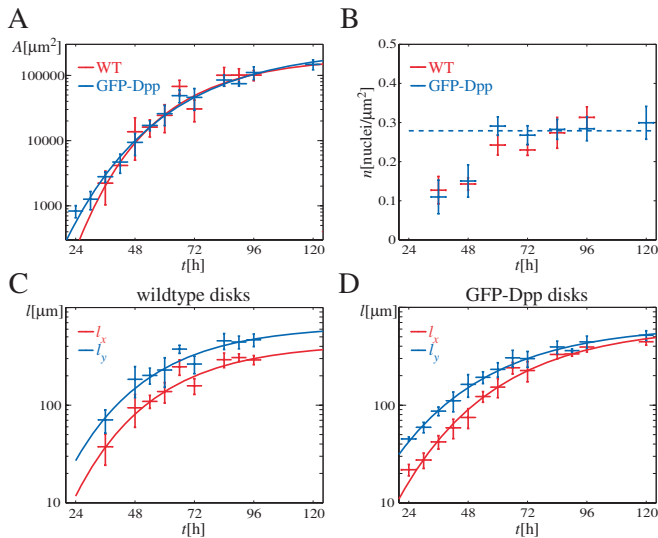 A
A[μm²]
WT
GFP-Dpp
100000
10000
1000
24 48 72 96 120
t[h]
B
n[nuclei/μm²]
0.5
WT
GFP-Dpp
0.4
0.3
0.2
0.1
0
24 48 72 96 120
t[h]
C
wildtype disks
l[μm]
lx
ly
100
10
24 48 72 96 120
t[h]
D
GFP-Dpp disks
l[μm]
lx
ly
100
10
24 48 72 96 120
t[h]